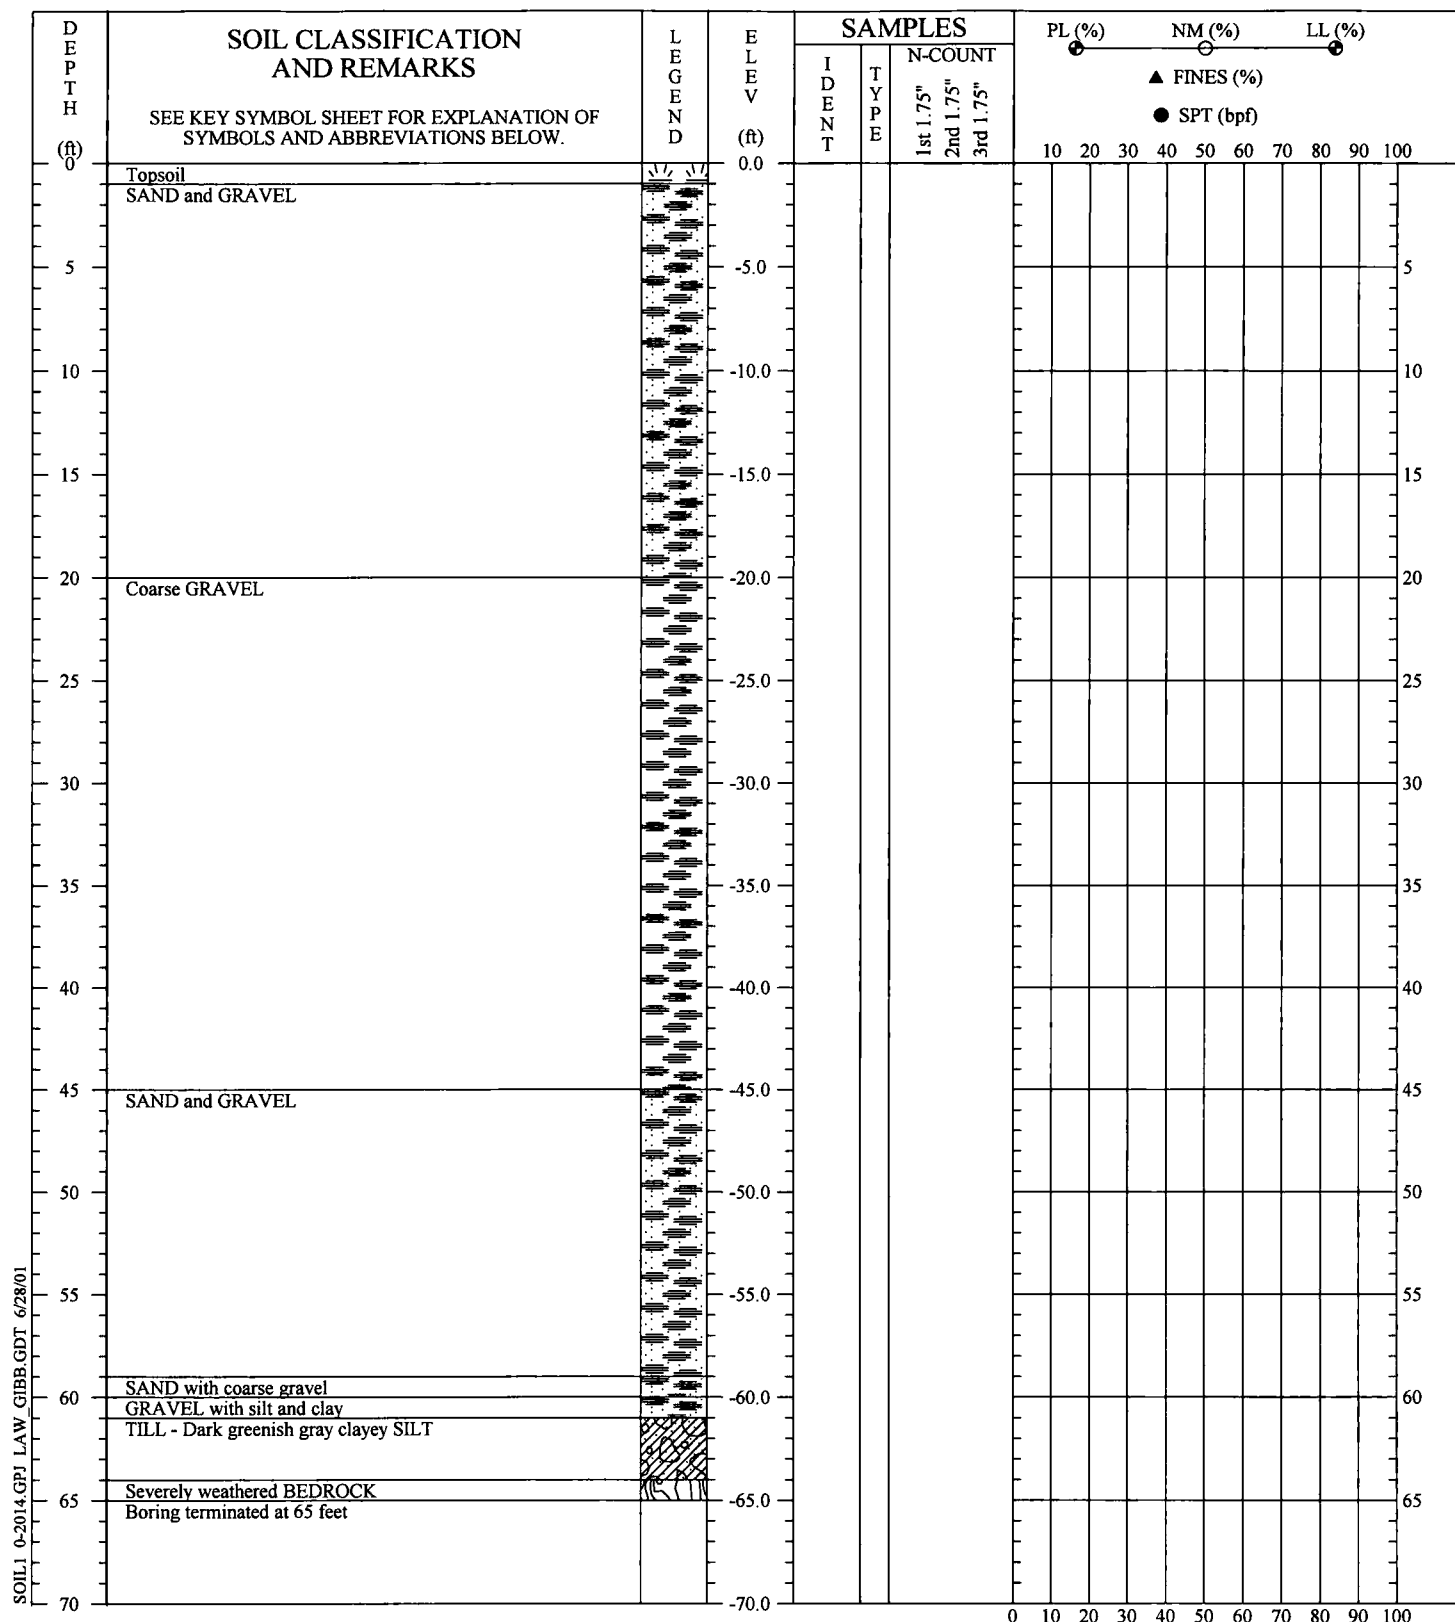 DEPTH
(ft)
SOIL CLASSIFICATION
AND REMARKS
SEE KEY SYMBOL SHEET FOR EXPLANATION OF
SYMBOLS AND ABBREVIATIONS BELOW.
LEGEND
ELEV
(ft)
SAMPLES
IDENT
TYPE
N-COUNT
1st 1.75"
2nd 1.75"
3rd 1.75"
PL (%) NM (%) LL (%)
▲ FINES (%)
● SPT (bpf)
10 20 30 40 50 60 70 80 90 100
0 0.0
Topsoil
SAND and GRAVEL
5 -5.0 5
10 -10.0 10
15 -15.0 15
20 -20.0 20
Coarse GRAVEL
25 -25.0 25
30 -30.0 30
35 -35.0 35
40 -40.0 40
45 -45.0 45
SAND and GRAVEL
50 -50.0 50
55 -55.0 55
SAND with coarse gravel
60 -60.0 60
GRAVEL with silt and clay
TILL - Dark greenish gray clayey SILT
Severely weathered BEDROCK
65 -65.0 65
Boring terminated at 65 feet
70 -70.0
0 10 20 30 40 50 60 70 80 90 100
SOIL1 0-2014.GPJ LAW_GIBB.GDT 6/28/01